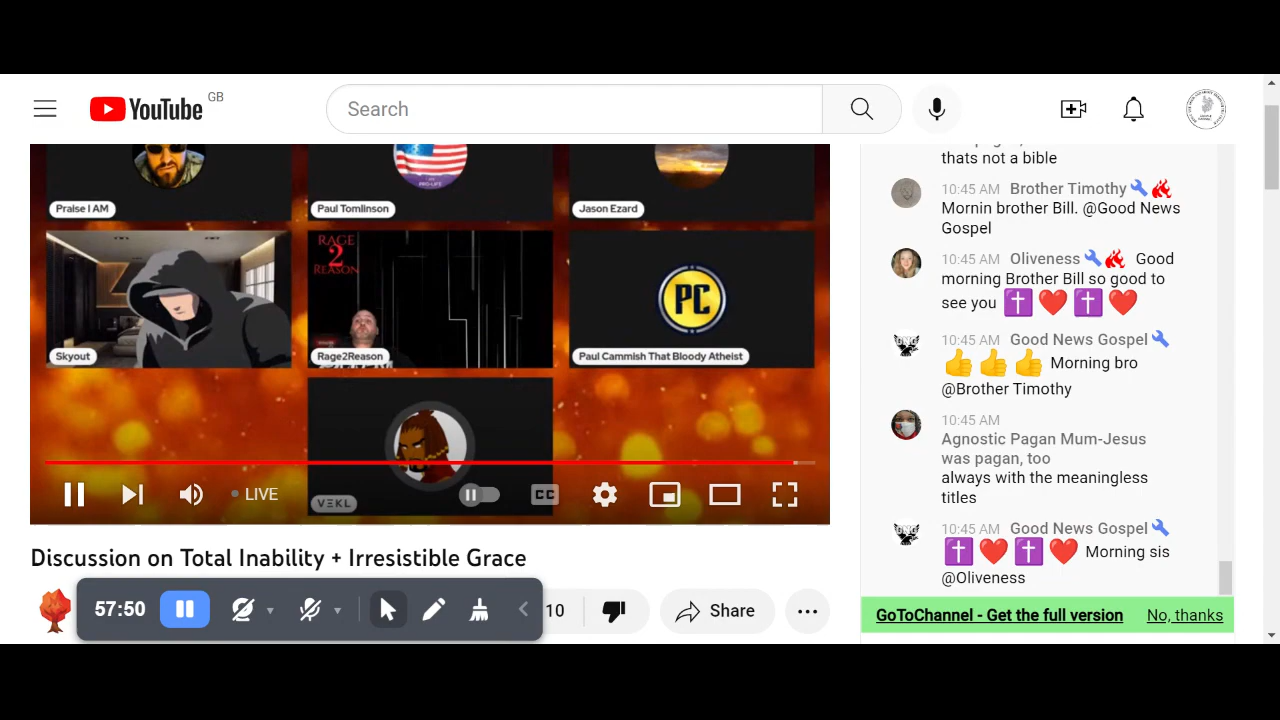 YouTube GB
Search
Praise I AM
Paul Tomlinson
Jason Ezard
RAGE
2
REASON
PC
Skyout
Rage2Reason
Paul Cammish That Bloody Atheist
VΞKL
LIVE
CC
Discussion on Total Inability + Irresistible Grace
57:50
10
Share
thats not a bible
10:45 AM Brother Timothy
Mornin brother Bill. @Good News
Gospel
10:45 AM Oliveness Good
morning Brother Bill so good to
see you ✝️❤️✝️❤️
10:45 AM Good News Gospel
👍👍👍 Morning bro
@Brother Timothy
10:45 AM
Agnostic Pagan Mum-Jesus
was pagan, too
always with the meaningless
titles
10:45 AM Good News Gospel
✝️❤️✝️❤️ Morning sis
@Oliveness
GoToChannel - Get the full version No, thanks